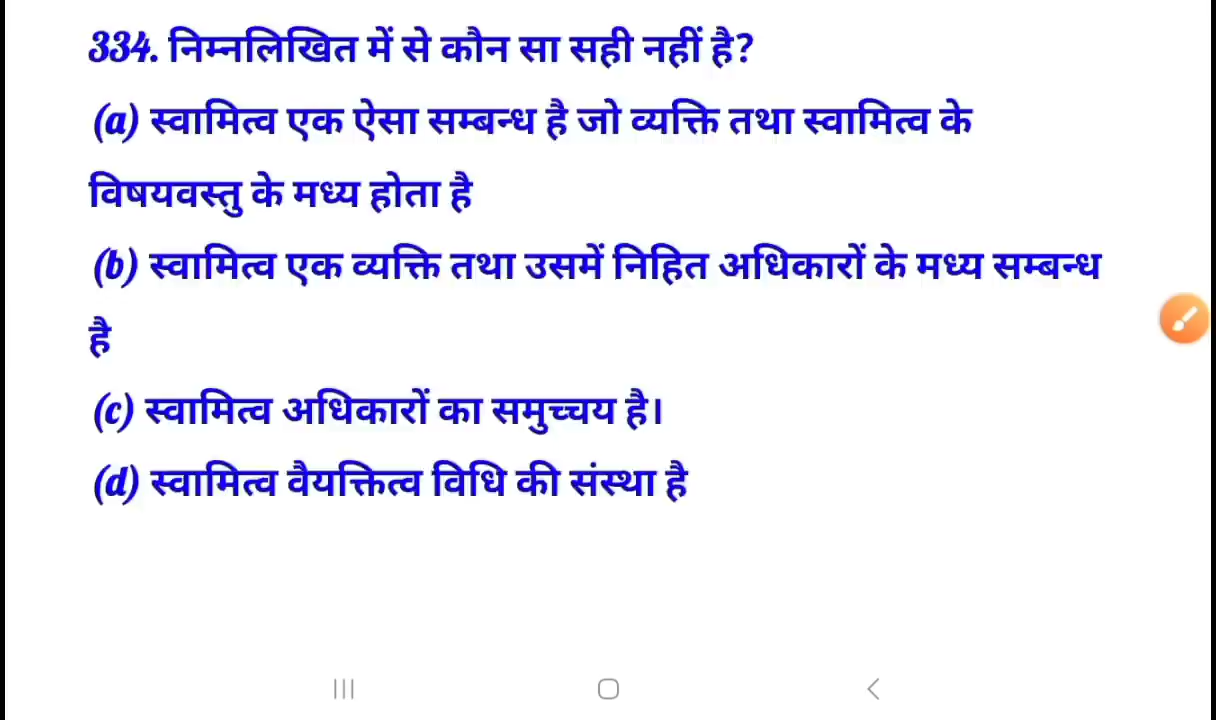 334. निम्नलिखित में से कौन सा सही नहीं है?
(a) स्वामित्व एक ऐसा सम्बन्ध है जो व्यक्ति तथा स्वामित्व के
विषयवस्तु के मध्य होता है
(b) स्वामित्व एक व्यक्ति तथा उसमें निहित अधिकारों के मध्य सम्बन्ध
है
(c) स्वामित्व अधिकारों का समुच्चय है।
(d) स्वामित्व वैयक्तित्व विधि की संस्था है